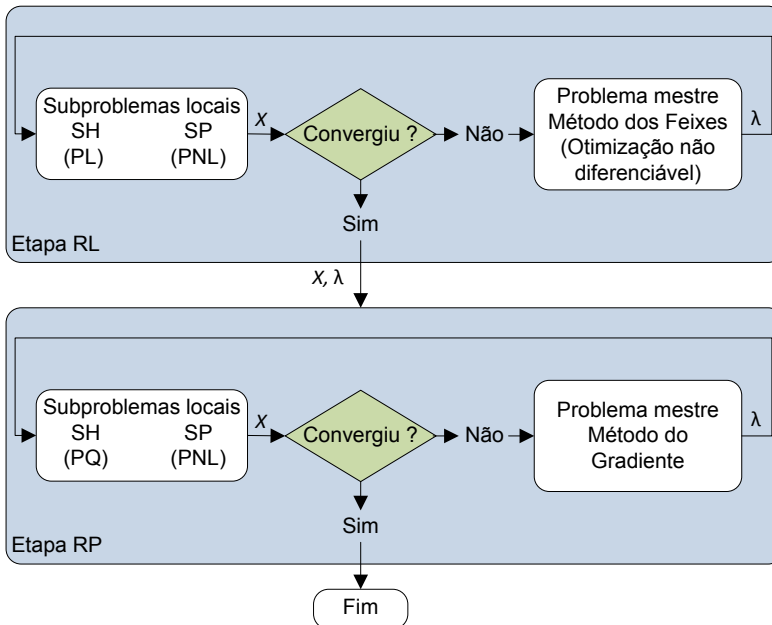 Subproblemas locais
SH SP
(PL) (PNL)
X
Convergiu ?
Não
Problema mestre
Método dos Feixes
(Otimização não
diferenciável)
λ
Sim
Etapa RL
X, λ
Subproblemas locais
SH SP
(PQ) (PNL)
X
Convergiu ?
Não
Problema mestre
Método do
Gradiente
λ
Sim
Etapa RP
Fim